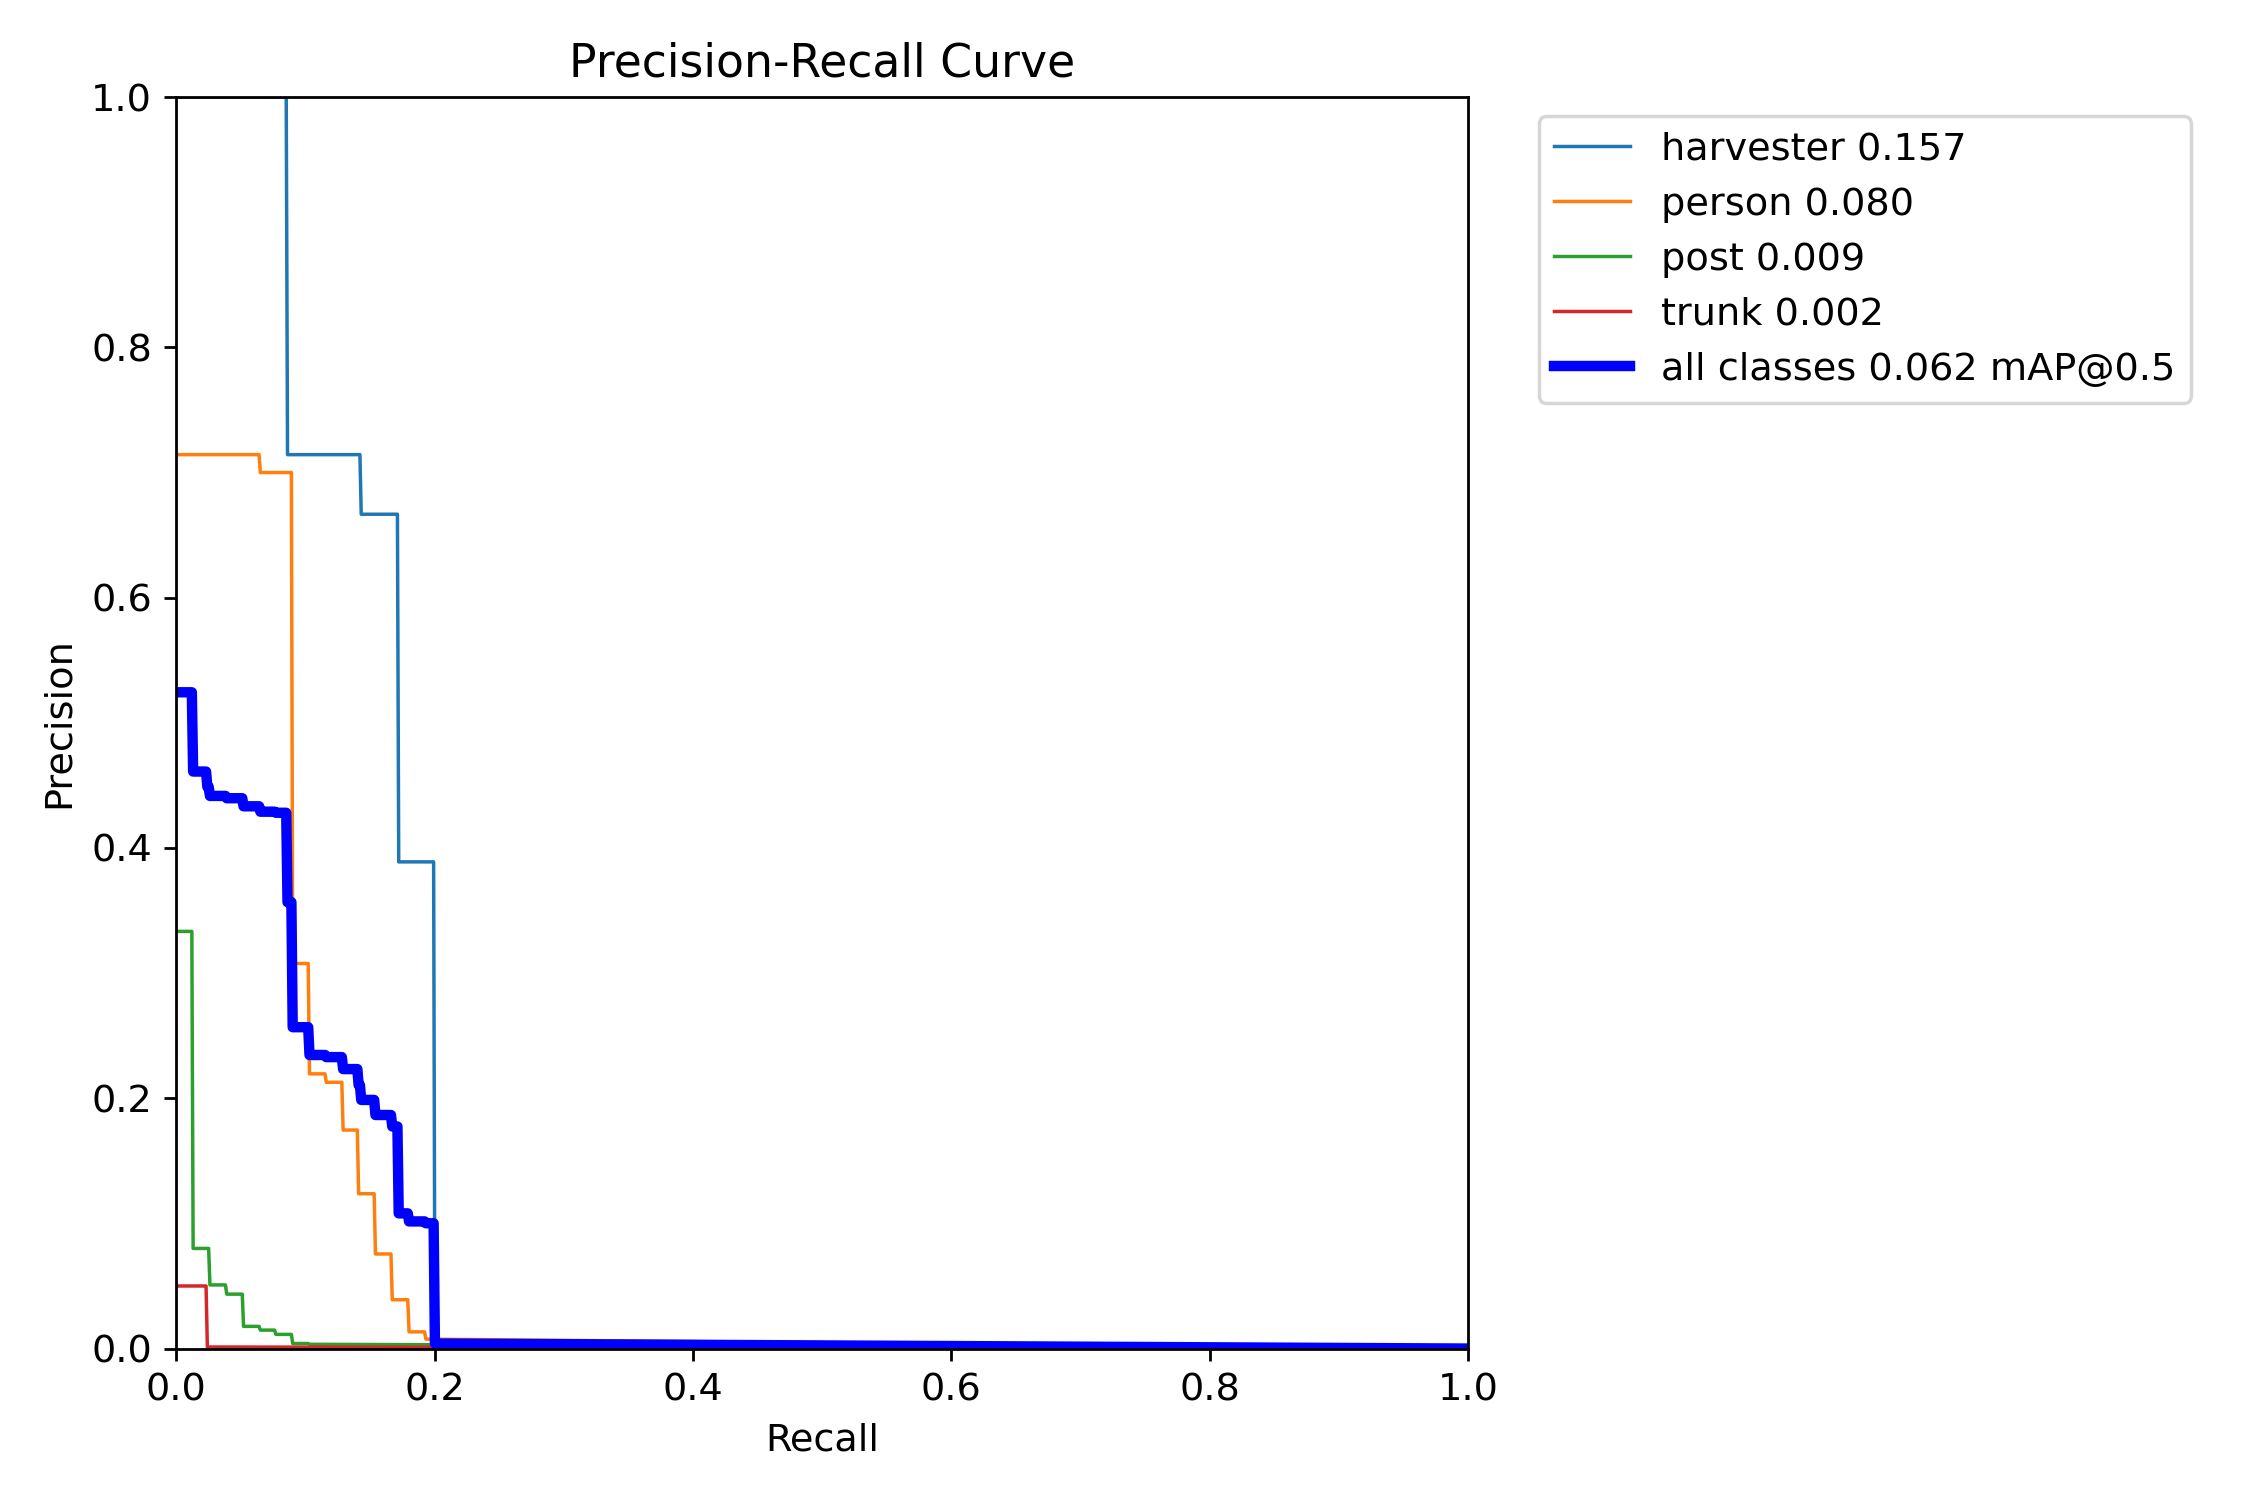 Precision-Recall Curve
1.0
0.8
0.6
0.4
0.2
0.0
Precision
0.0 0.2 0.4 0.6 0.8 1.0
Recall
harvester 0.157
person 0.080
post 0.009
trunk 0.002
all classes 0.062 mAP@0.5